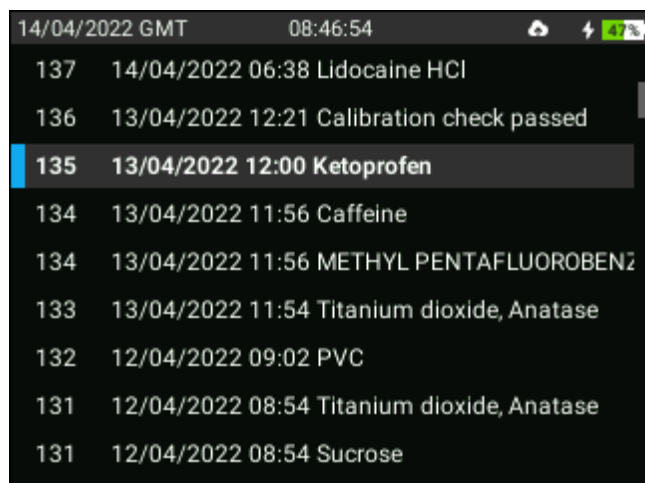 14/04/2022 GMT 08:46:54 47%
137 14/04/2022 06:38 Lidocaine HCl
136 13/04/2022 12:21 Calibration check passed
135 13/04/2022 12:00 Ketoprofen
134 13/04/2022 11:56 Caffeine
134 13/04/2022 11:56 METHYL PENTAFLUOROBENZ
133 13/04/2022 11:54 Titanium dioxide, Anatase
132 12/04/2022 09:02 PVC
131 12/04/2022 08:54 Titanium dioxide, Anatase
131 12/04/2022 08:54 Sucrose